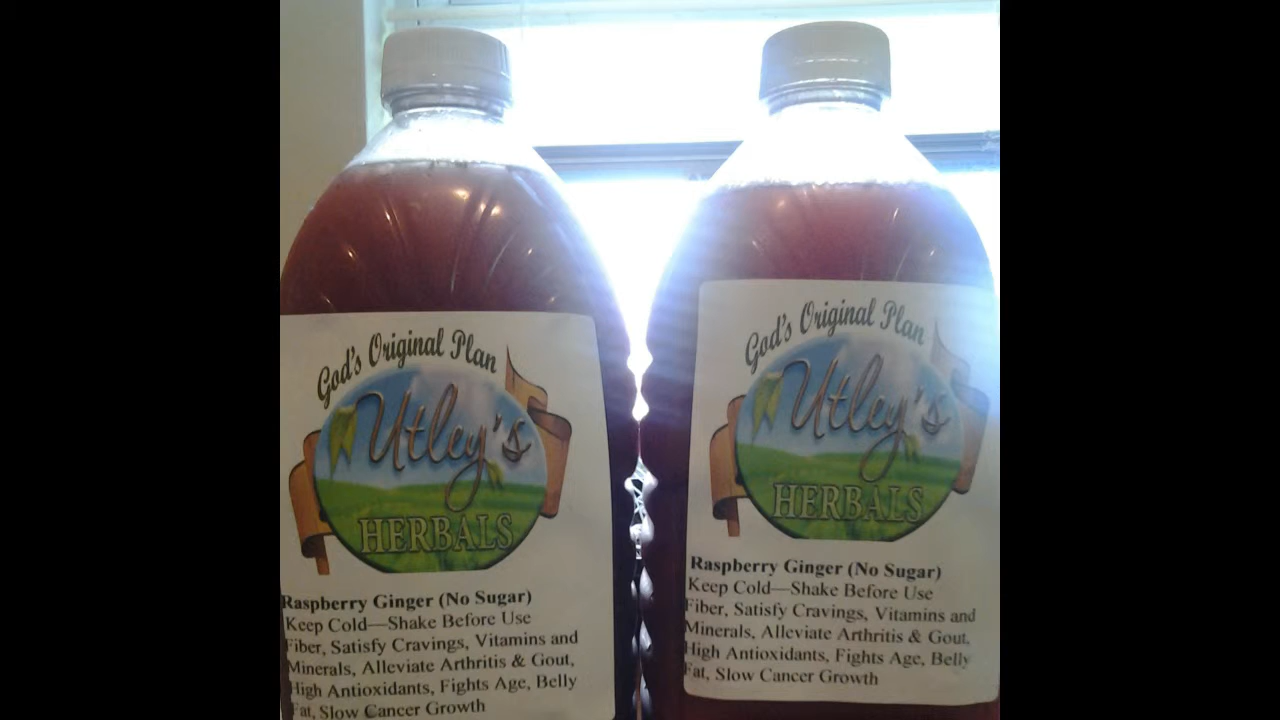 God's Original Plan
Utley's
HERBALS
Raspberry Ginger (No Sugar)
Keep Cold—Shake Before Use
Fiber, Satisfy Cravings, Vitamins and
Minerals, Alleviate Arthritis & Gout,
High Antioxidants, Fights Age, Belly
Fat, Slow Cancer Growth
God's Original Plan
Utley's
HERBALS
Raspberry Ginger (No Sugar)
Keep Cold—Shake Before Use
Fiber, Satisfy Cravings, Vitamins and
Minerals, Alleviate Arthritis & Gout,
High Antioxidants, Fights Age, Belly
Fat, Slow Cancer Growth